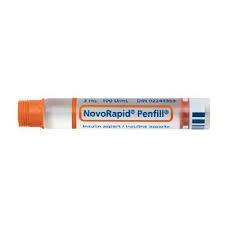 3 mL 100 U/mL DIN 02244353
NovoRapid® Penfill®
Insulin aspart / Insuline asparte